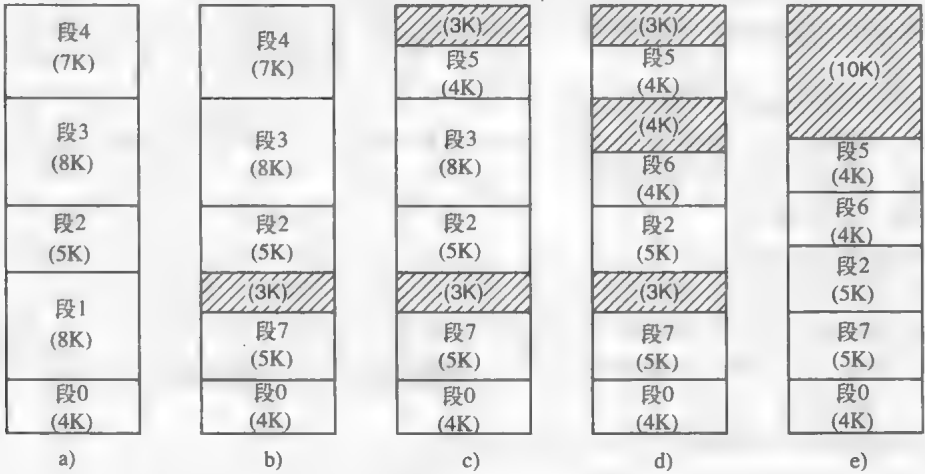 段4
(7K)
段3
(8K)
段2
(5K)
段1
(8K)
段0
(4K)
a)
段4
(7K)
段3
(8K)
段2
(5K)
(3K)
段7
(5K)
段0
(4K)
b)
(3K)
段5
(4K)
段3
(8K)
段2
(5K)
(3K)
段7
(5K)
段0
(4K)
c)
(3K)
段5
(4K)
(4K)
段6
(4K)
段2
(5K)
(3K)
段7
(5K)
段0
(4K)
d)
(10K)
段5
(4K)
段6
(4K)
段2
(5K)
段7
(5K)
段0
(4K)
e)